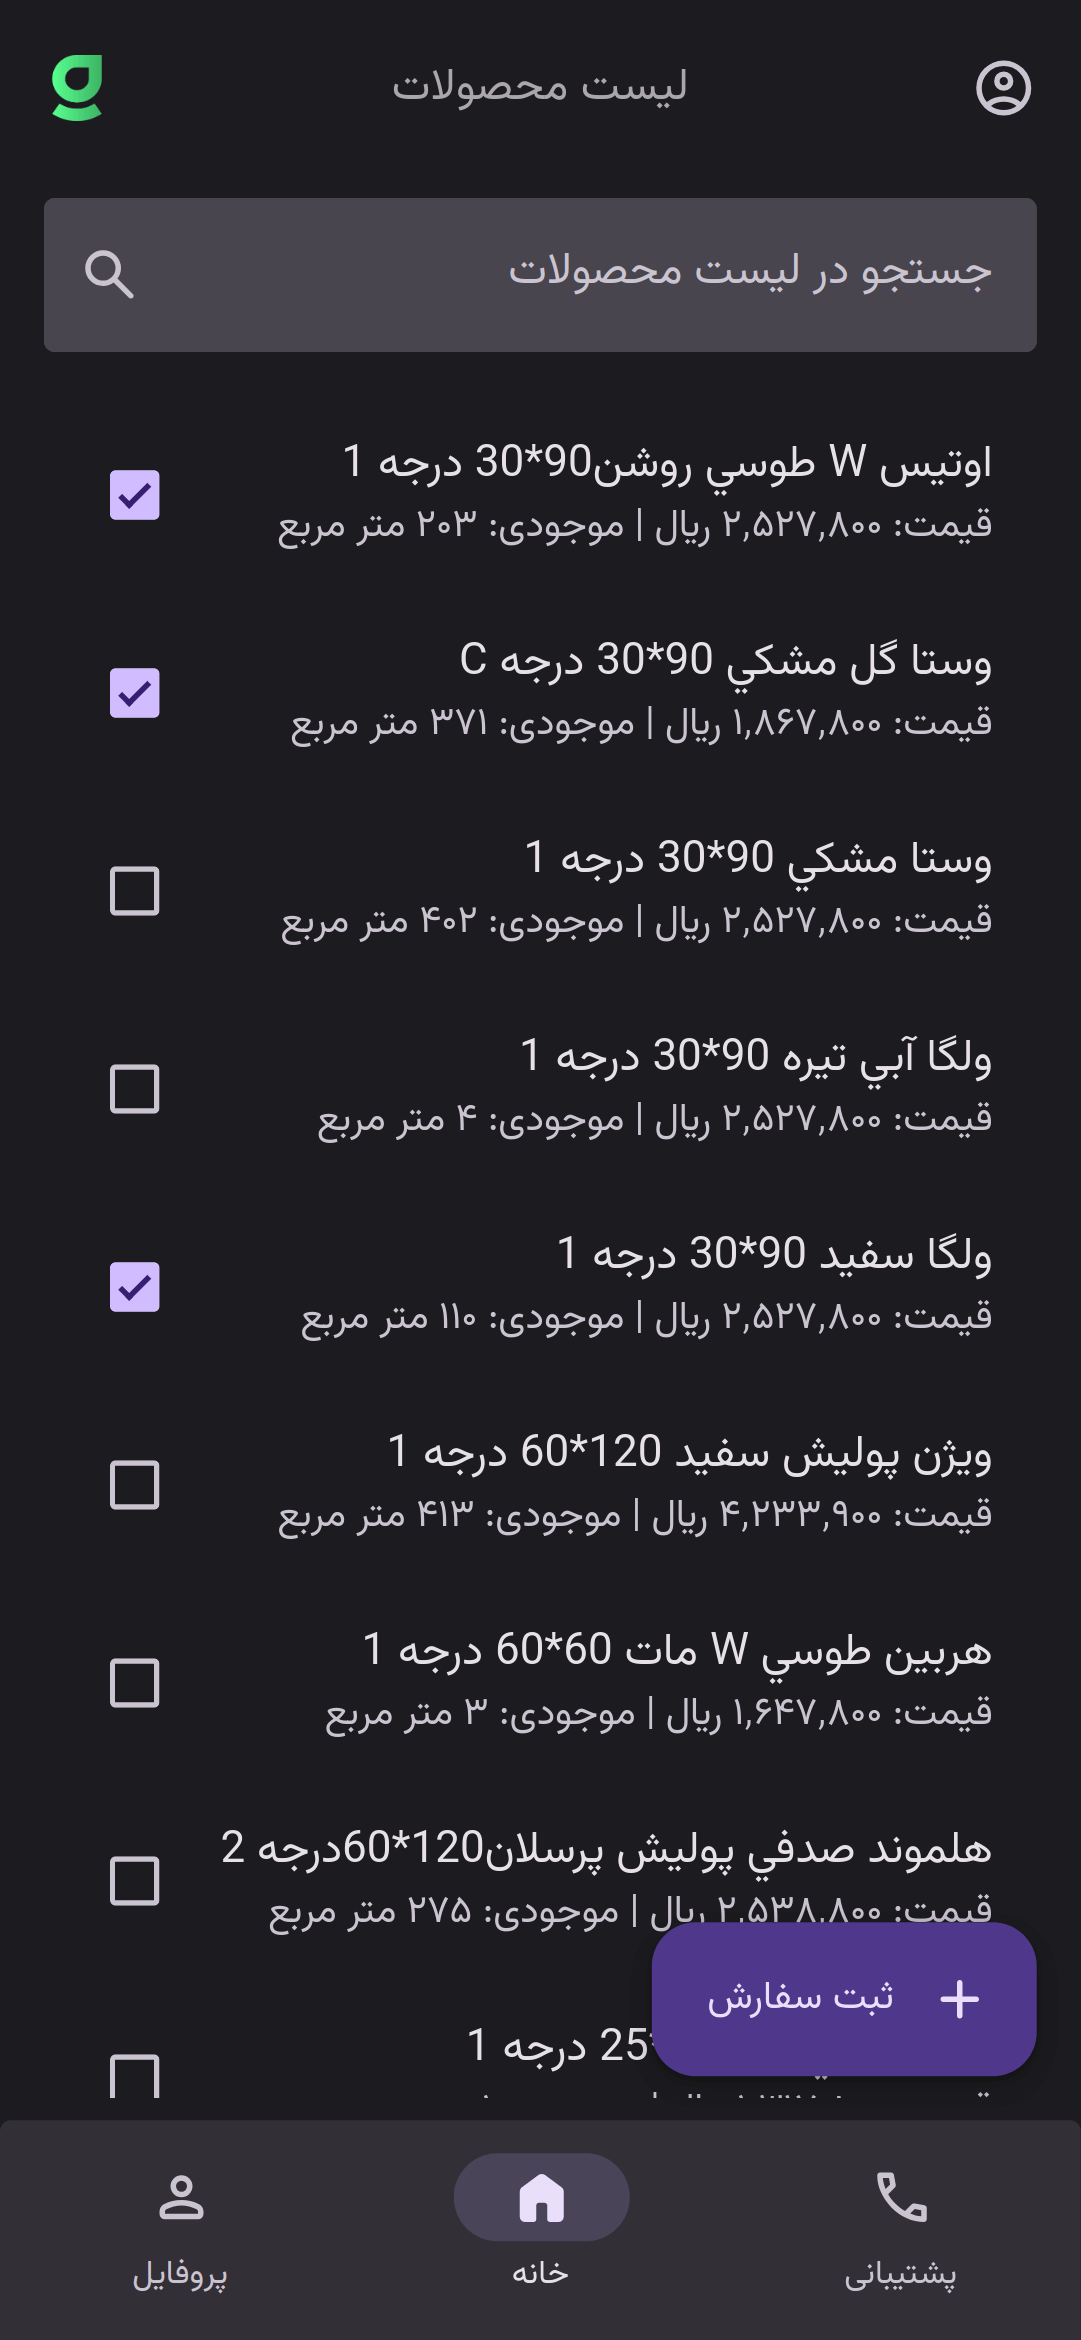 لیست محصولات
جستجو در لیست محصولات
اوتيس W طوسي روشن30*90 درجه 1
قیمت: ۲,۵۲۷,۸۰۰ ریال | موجودی: ۲۰۳ متر مربع
وستا گل مشكي 30*90 درجه C
قیمت: ۱,۸۶۷,۸۰۰ ریال | موجودی: ۳۷۱ متر مربع
وستا مشكي 30*90 درجه 1
قیمت: ۲,۵۲۷,۸۰۰ ریال | موجودی: ۴۰۲ متر مربع
ولگا آبي تيره 30*90 درجه 1
قیمت: ۲,۵۲۷,۸۰۰ ریال | موجودی: ۴ متر مربع
ولگا سفيد 30*90 درجه 1
قیمت: ۲,۵۲۷,۸۰۰ ریال | موجودی: ۱۱۰ متر مربع
ويژن پوليش سفيد 60*120 درجه 1
قیمت: ۴,۲۳۳,۹۰۰ ریال | موجودی: ۴۱۳ متر مربع
هربين طوسي W مات 60*60 درجه 1
قیمت: ۱,۶۴۷,۸۰۰ ریال | موجودی: ۳ متر مربع
هلموند صدفي پوليش پرسلان60*120درجه 2
قیمت: ۲,۵۳۸,۸۰۰ ریال | موجودی: ۲۷۵ متر مربع
ثبت سفارش
25* درجه 1
پشتیبانی
خانه
پروفایل